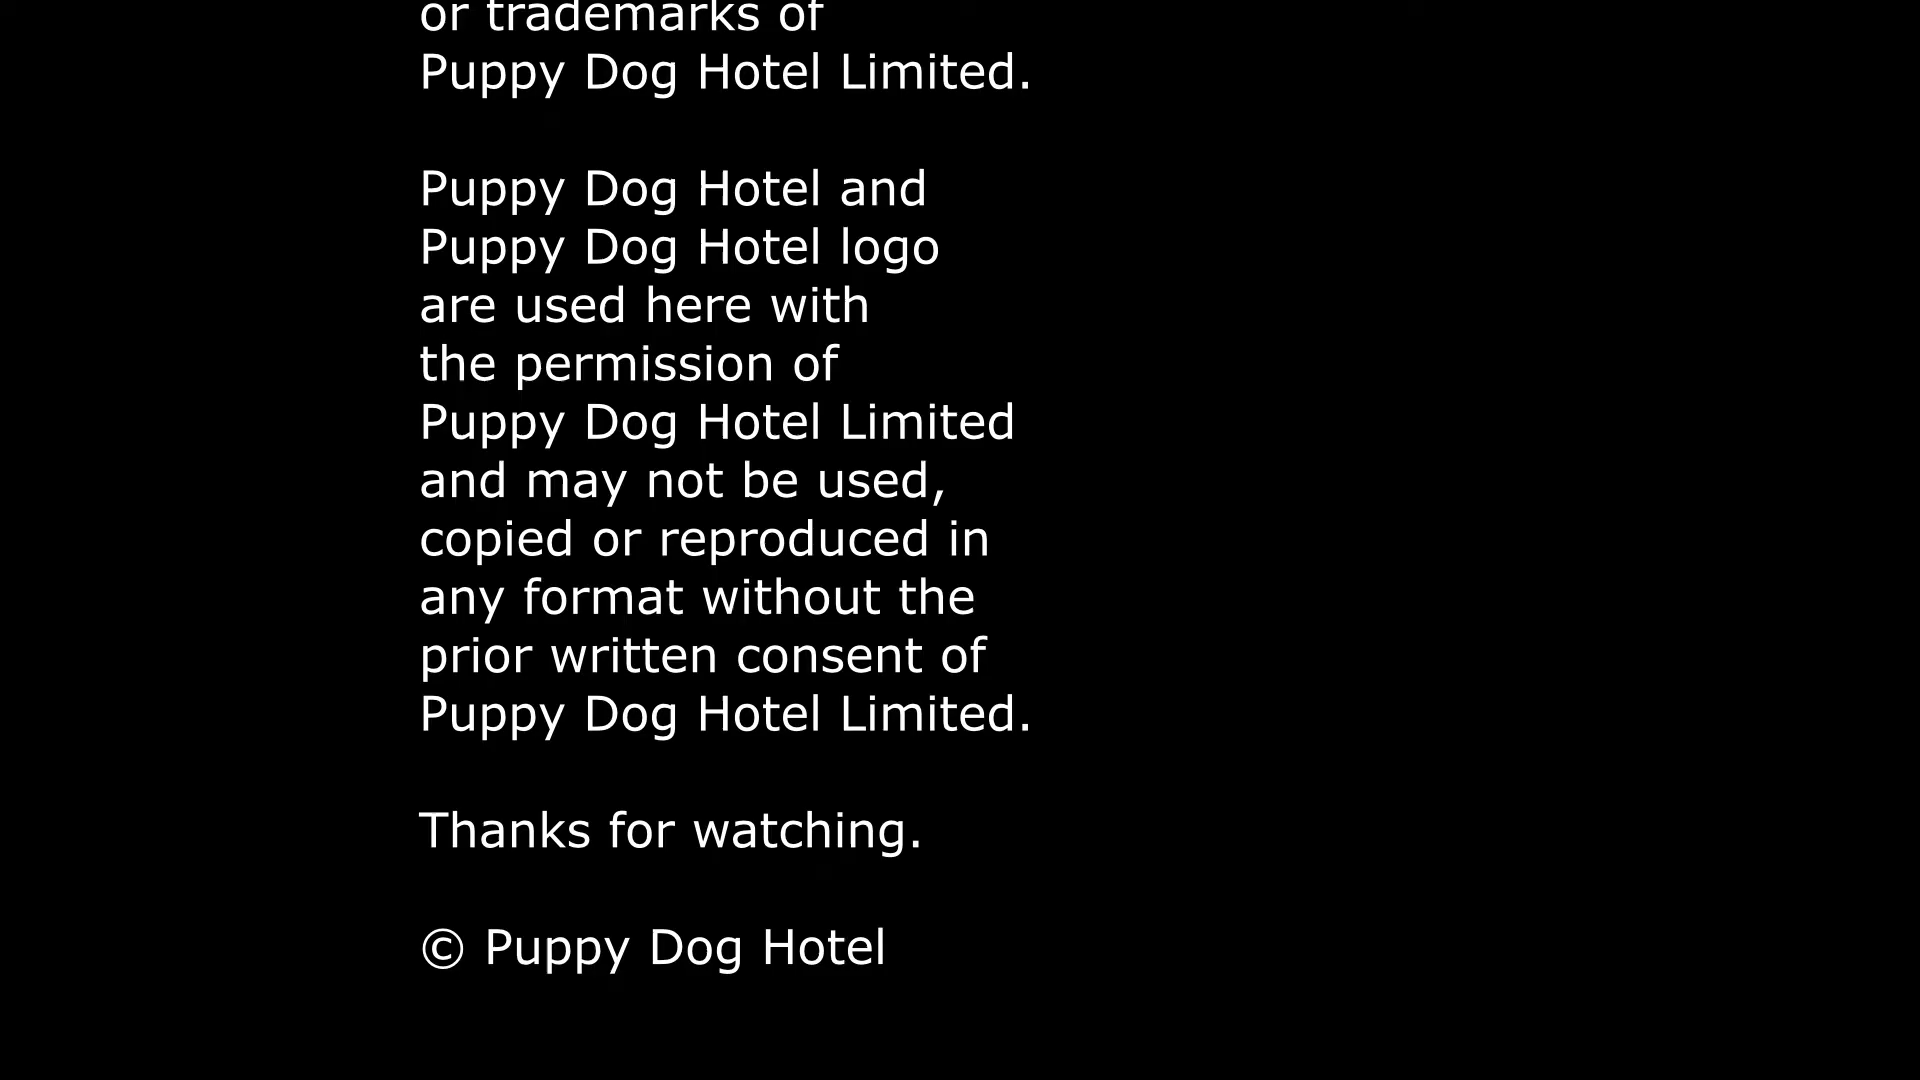 or trademarks of
Puppy Dog Hotel Limited.
Puppy Dog Hotel and
Puppy Dog Hotel logo
are used here with
the permission of
Puppy Dog Hotel Limited
and may not be used,
copied or reproduced in
any format without the
prior written consent of
Puppy Dog Hotel Limited.
Thanks for watching.
© Puppy Dog Hotel